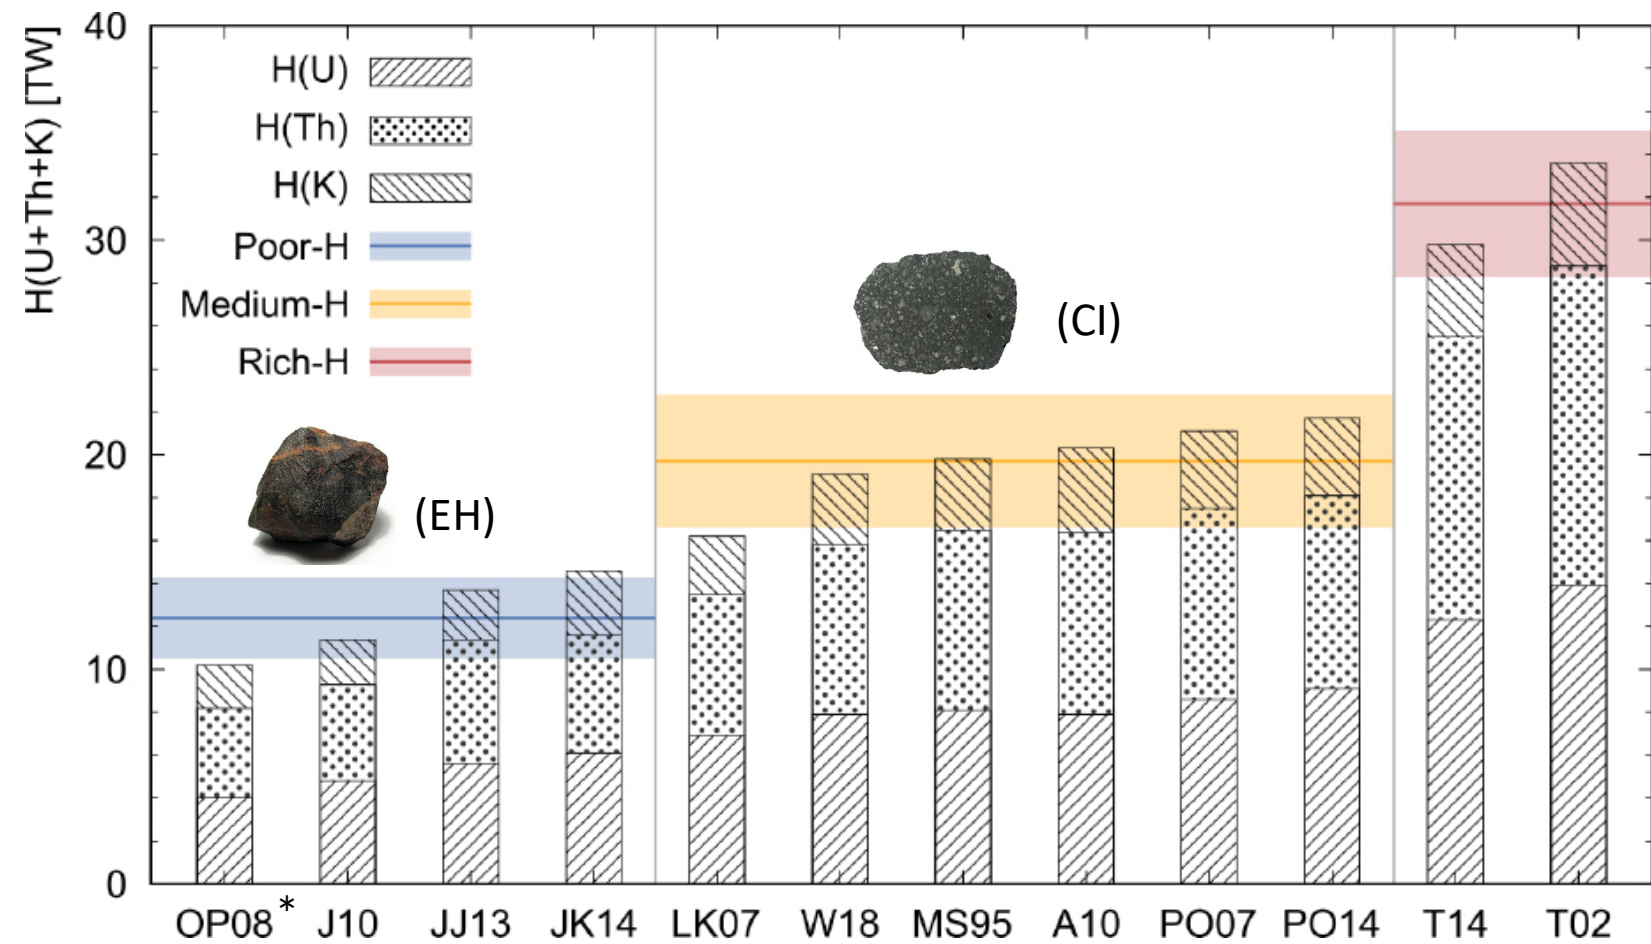 H(U+Th+K) [TW]
40
30
20
10
0
H(U)
H(Th)
H(K)
Poor-H
Medium-H
Rich-H
(EH)
(CI)
OP08 * J10 JJ13 JK14 LK07 W18 MS95 A10 PO07 PO14 T14 T02